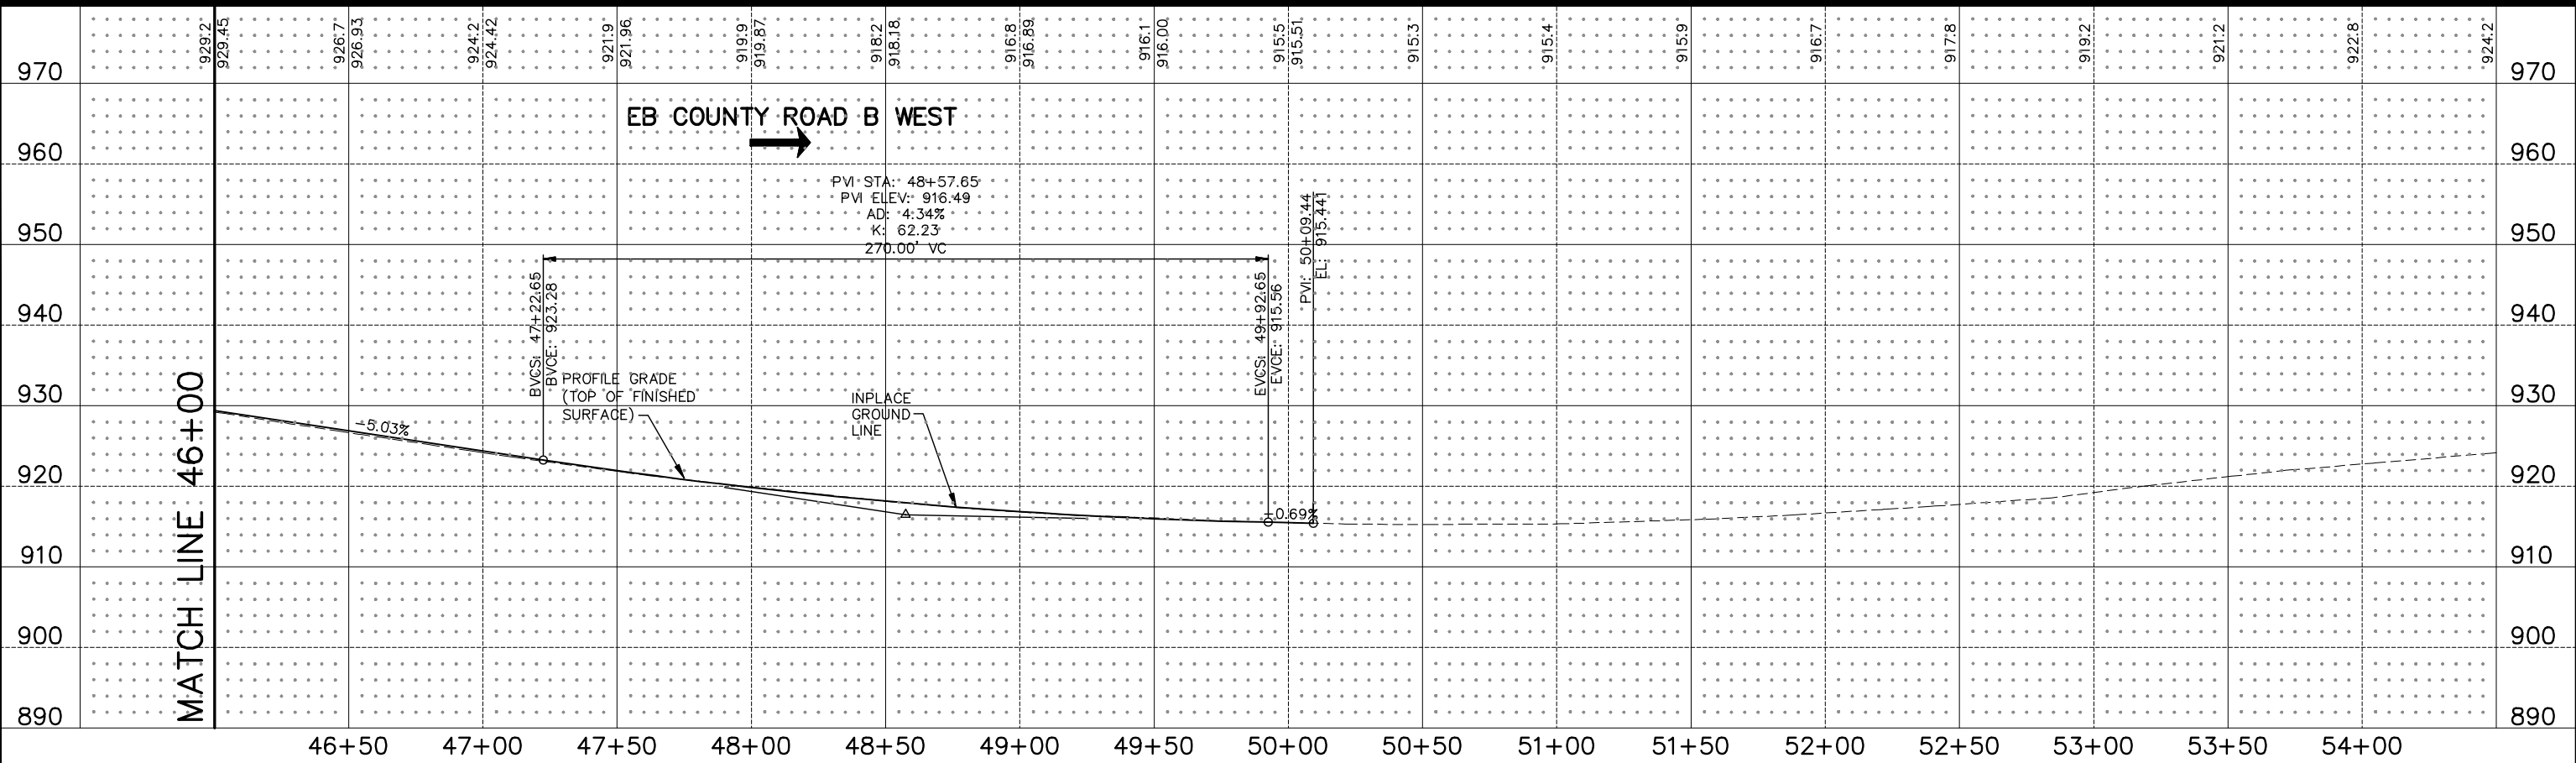 929.2
929.45
926.7
926.93
924.2
924.42
921.9
921.96
919.9
919.87
918.2
918.18
916.8
916.89
916.1
916.00
915.5
915.51
915.3
915.4
915.9
916.7
917.8
919.2
921.2
922.8
924.2
970
970
EB COUNTY ROAD B WEST
960
960
PVI STA: 48+57.65
PVI ELEV: 916.49
AD: 4.34%
K: 62.23
270.00' VC
950
950
BVCS: 47+22.65
BVCE: 923.28
EVCS: 49+92.65
EVCE: 915.56
PVI: 50+09.44
EL: 915.441
940
940
PROFILE GRADE
(TOP OF FINISHED
SURFACE)
INPLACE
GROUND
LINE
930
930
-5.03%
920
920
-0.69%
910
910
900
900
890
890
MATCH LINE 46+00
46+50 47+00 47+50 48+00 48+50 49+00 49+50 50+00 50+50 51+00 51+50 52+00 52+50 53+00 53+50 54+00